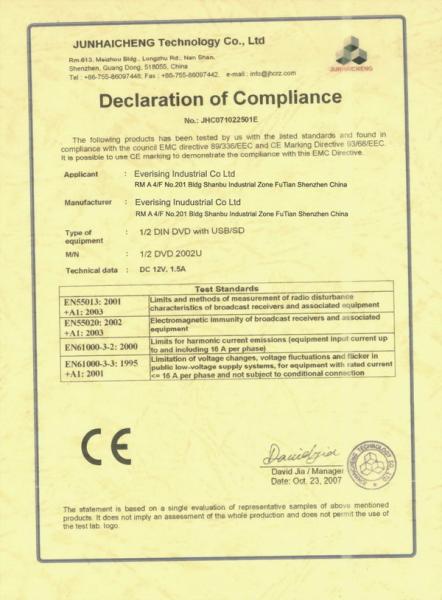 JUNHAICHENG Technology Co., Ltd
Rm.613, Meizhou Bldg., Longzhu Rd., Nan Shan.
Shenzhen, Guang Dong, 518055, China
Tel : +86-755-86097448, Fax : +86-755-86097442, e-mail : info@jhcrz.com
JUNHAICHENG
Declaration of Compliance
No.: JHC071022501E
The following products has been tested by us with the listed standards and found in
compliance with the council EMC directive 89/336/EEC and CE Marking Directive 93/68/EEC.
It is possible to use CE marking to demonstrate the compliance with this EMC Directive.
Applicant : Everising Industrial Co Ltd
RM A 4/F No.201 Bldg Shanbu Industrial Zone FuTian Shenzhen China
Manufacturer : Everising Inudustrial Co Ltd
RM A 4/F No.201 Bldg Shanbu Industrial Zone FuTian Shenzhen China
Type of : 1/2 DIN DVD with USB/SD
equipment
M/N : 1/2 DVD 2002U
Technical data : DC 12V, 1.5A
Test Standards
EN55013: 2001 Limits and methods of measurement of radio disturbance
+A1: 2003 characteristics of broadcast receivers and associated equipment
EN55020: 2002 Electromagnetic immunity of broadcast receivers and associated
+A1: 2003 equipment
EN61000-3-2: 2000 Limits for harmonic current emissions (equipment input current up
to and including 16 A per phase)
EN61000-3-3: 1995 Limitation of voltage changes, voltage fluctuations and flicker in
+A1: 2001 public low-voltage supply systems, for equipment with rated current
<= 16 A per phase and not subject to conditional connection
CE
David Jia
David Jia / Manager
Date: Oct. 23, 2007
The statement is based on a single evaluation of representative samples of above mentioned
products. It does not imply an assessment of the whole production and does not permit the use of
the test lab. logo.